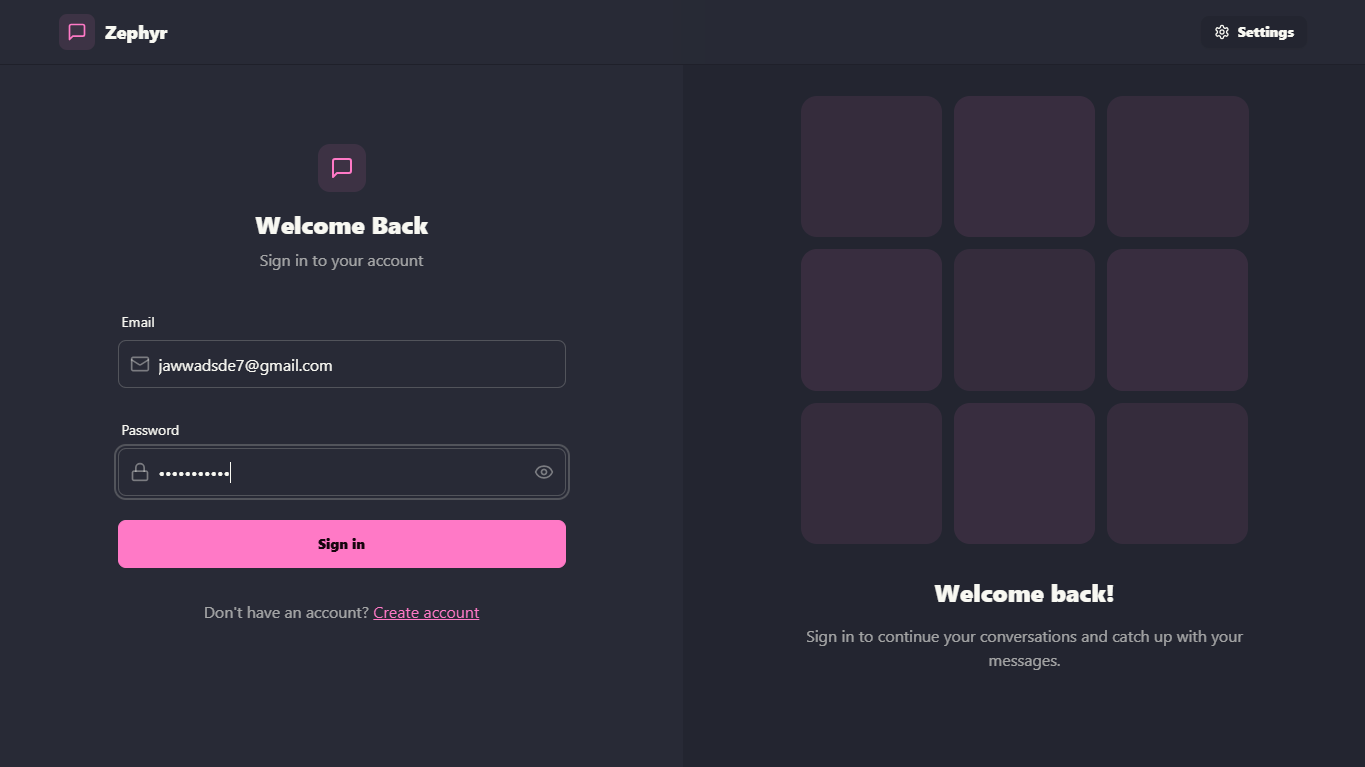 Zephyr
Settings
Welcome Back
Sign in to your account
Email
jawwadsde7@gmail.com
Password
•••••••••••
Sign in
Don't have an account? Create account
Welcome back!
Sign in to continue your conversations and catch up with your
messages.